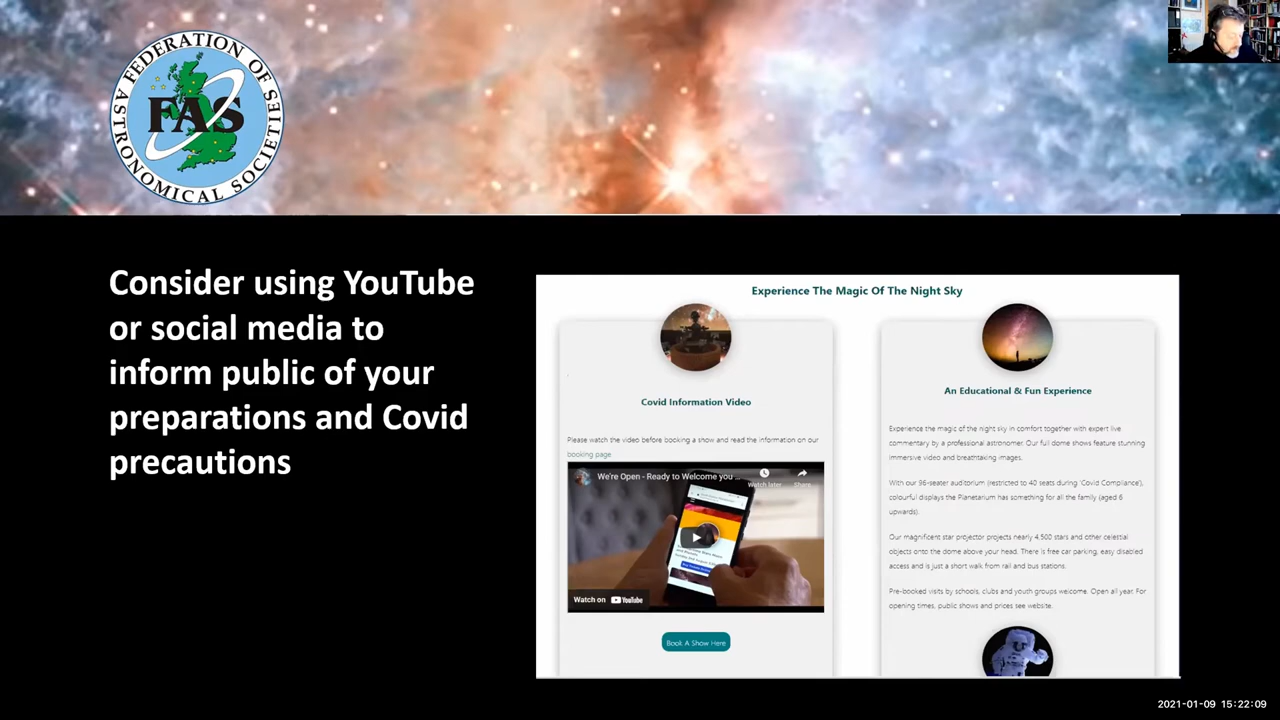 FEDERATION OF ASTRONOMICAL SOCIETIES
FAS
Consider using YouTube
or social media to
inform public of your
preparations and Covid
precautions
Experience The Magic Of The Night Sky
Covid Information Video
Please watch the video before booking a show and read the information on our
booking page
We're Open - Ready to Welcome you ...
Watch later
Share
Watch on YouTube
Book A Show Here
An Educational & Fun Experience
Experience the magic of the night sky in comfort together with expert live
commentary by a professional astronomer. Our full dome shows feature stunning
immersive video and breathtaking images.
With our 96-seater auditorium (restricted to 40 seats during 'Covid Compliance'),
colourful displays the Planetarium has something for all the family (aged 6
upwards).
Our magnificent star projector projects nearly 4,500 stars and other celestial
objects onto the dome above your head. There is free car parking, easy disabled
access and is just a short walk from rail and bus stations.
Pre-booked visits by schools, clubs and youth groups welcome. Open all year. For
opening times, public shows and prices see website.
2021-01-09 15:22:09